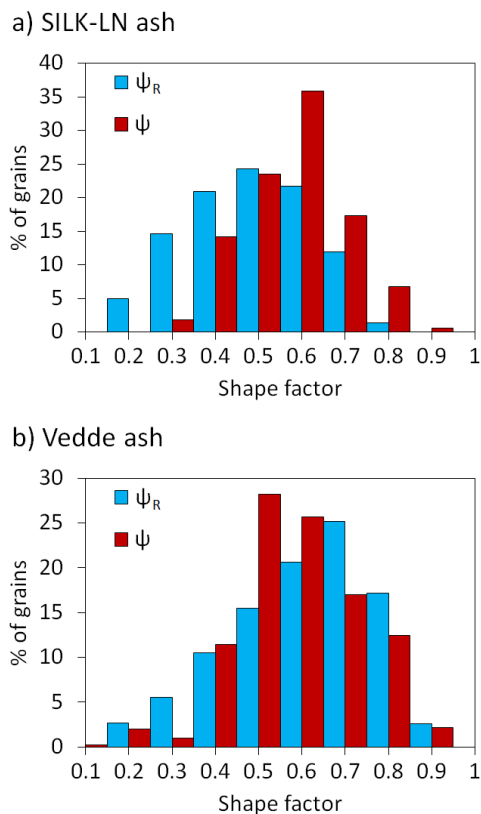 a) SILK-LN ash
40
35
30
25
20
15
10
5
0
% of grains
ψR
ψ
0.1 0.2 0.3 0.4 0.5 0.6 0.7 0.8 0.9 1
Shape factor
b) Vedde ash
30
25
20
15
10
5
0
% of grains
ψR
ψ
0.1 0.2 0.3 0.4 0.5 0.6 0.7 0.8 0.9 1
Shape factor